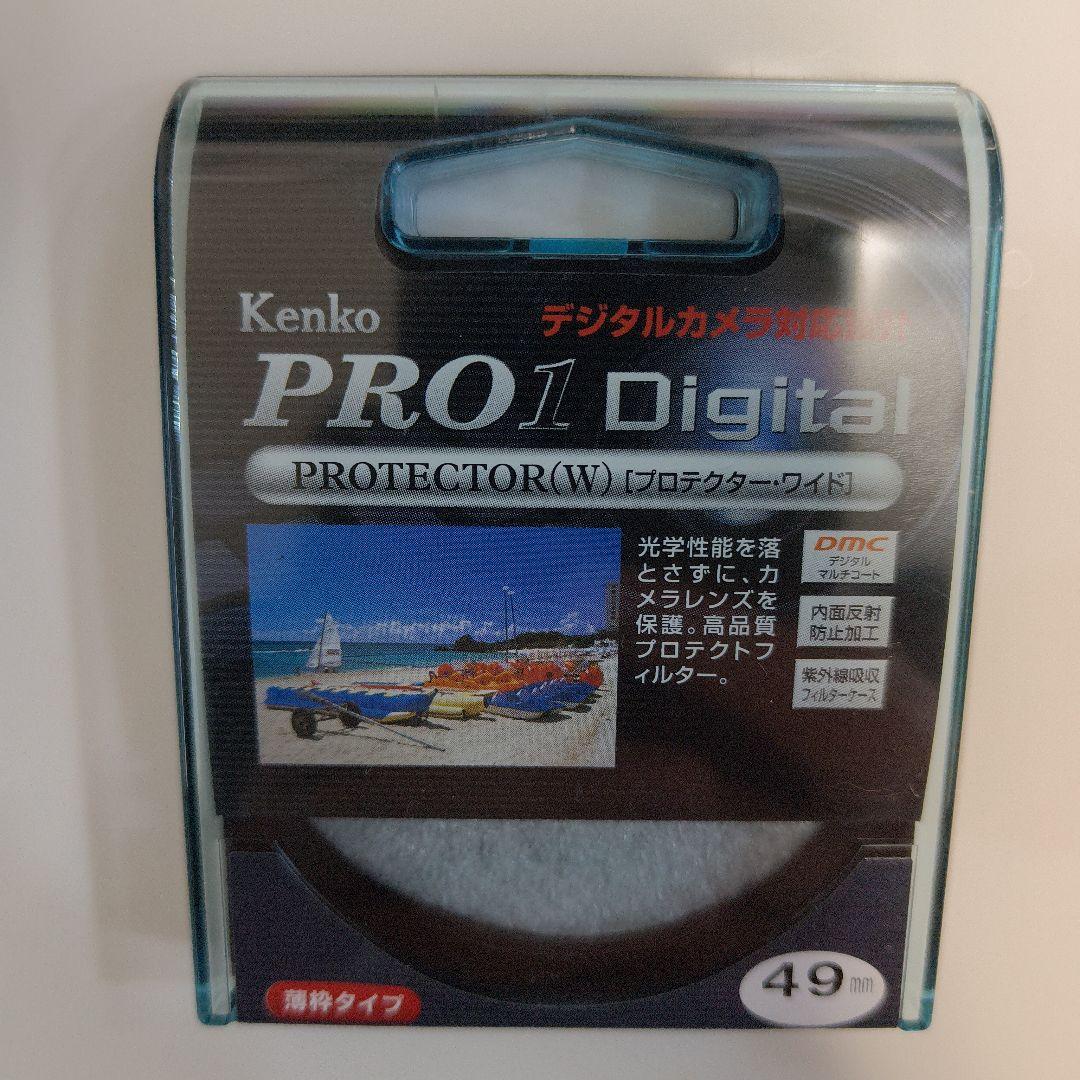 Kenko
デジタルカメラ対応設計
PRO1 Digital
PROTECTOR(W) [プロテクター・ワイド]
光学性能を落
とさずに、カ
メラレンズを
保護。高品質
プロテクトフ
ィルター。
DMC
デジタル
マルチコート
内面反射
防止加工
紫外線吸収
フィルターケース
薄枠タイプ
49mm